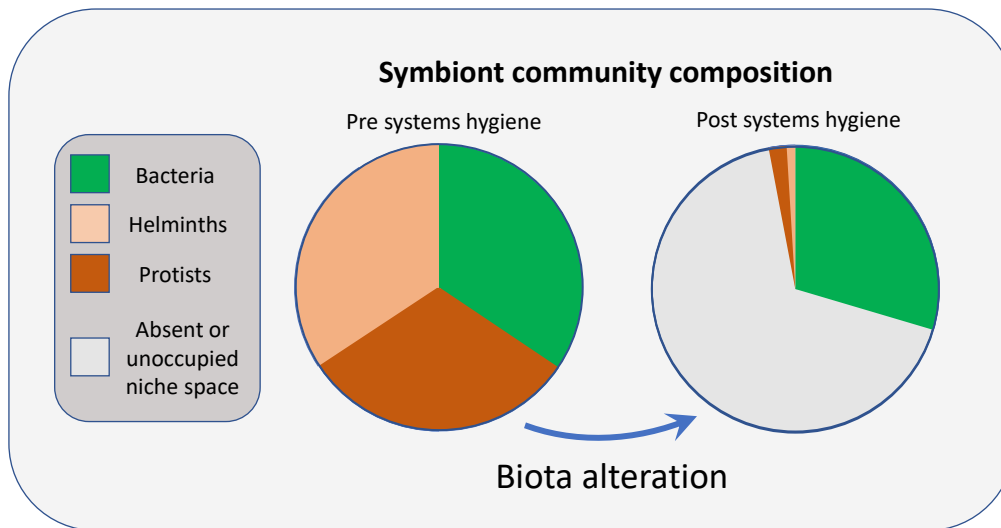 Symbiont community composition
Pre systems hygiene
Post systems hygiene
Bacteria
Helminths
Protists
Absent or
unoccupied
niche space
Biota alteration